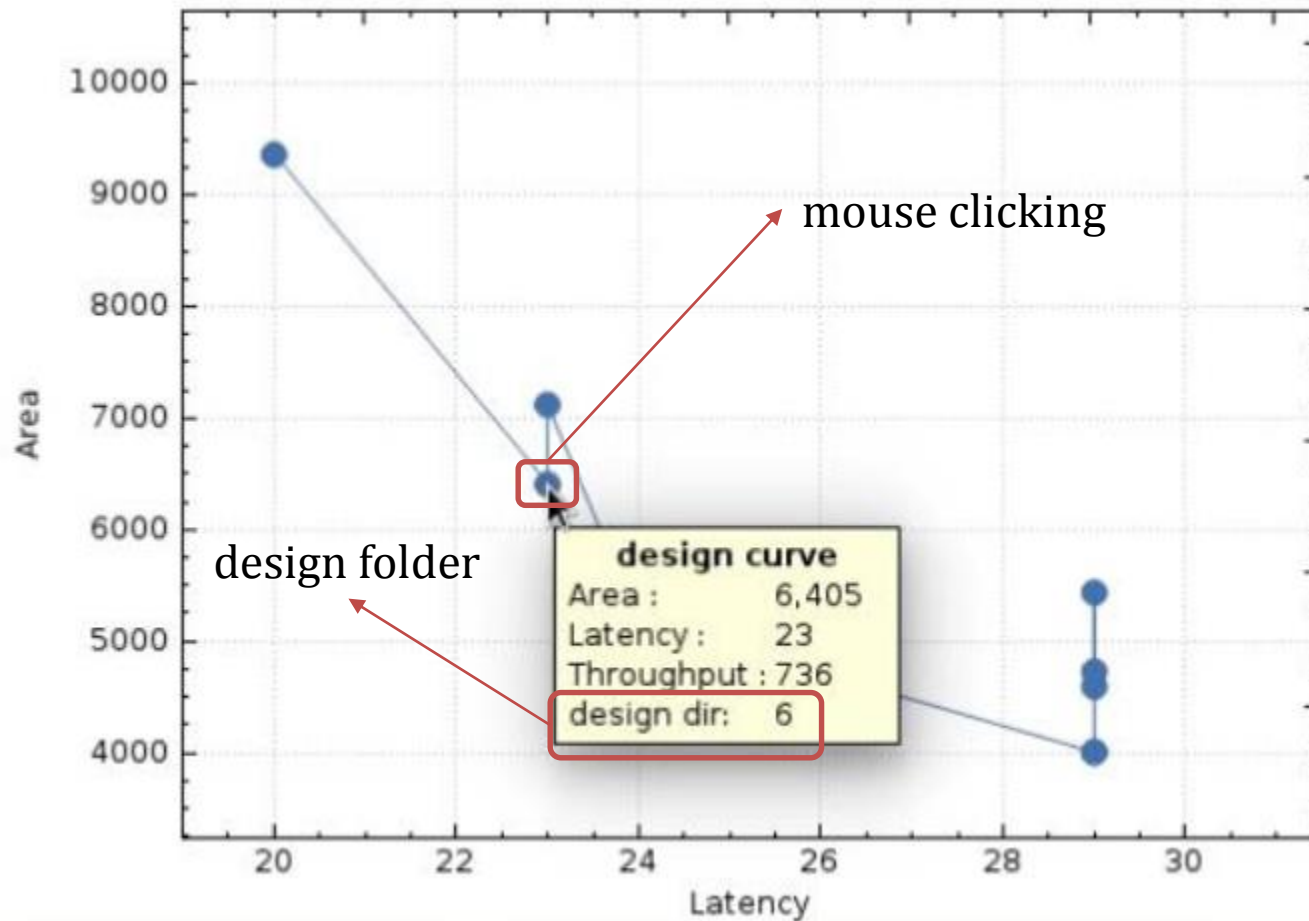 10000
9000
mouse clicking
8000
7000
Area
6000
design folder
design curve
Area : 6,405
Latency : 23
Throughput : 736
design dir: 6
5000
4000
20 22 24 26 28 30
Latency